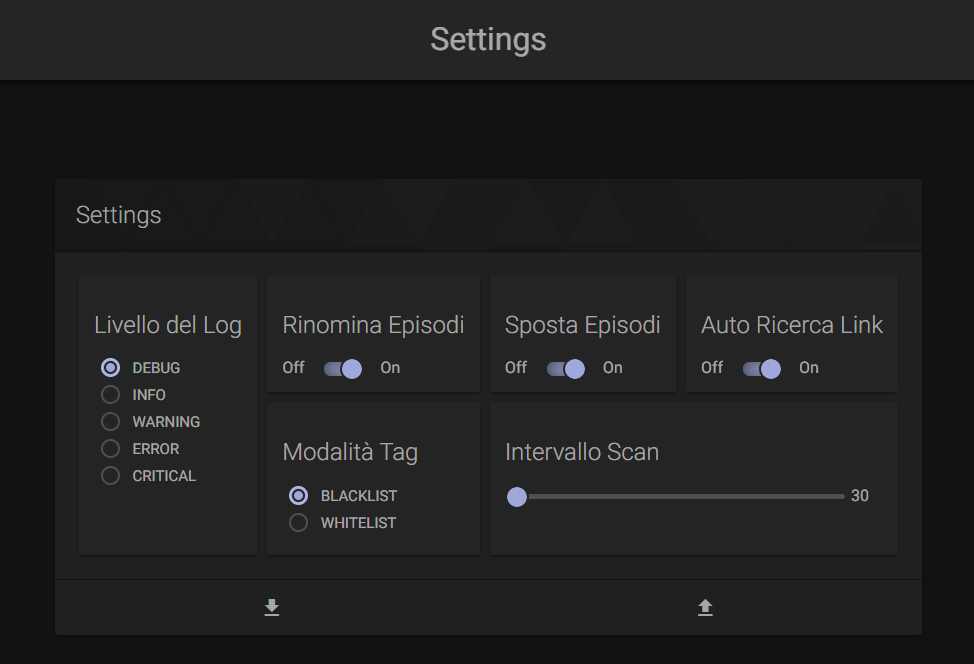 Settings
Settings
Livello del Log
DEBUG
INFO
WARNING
ERROR
CRITICAL
Rinomina Episodi
Off On
Sposta Episodi
Off On
Auto Ricerca Link
Off On
Modalità Tag
BLACKLIST
WHITELIST
Intervallo Scan
30